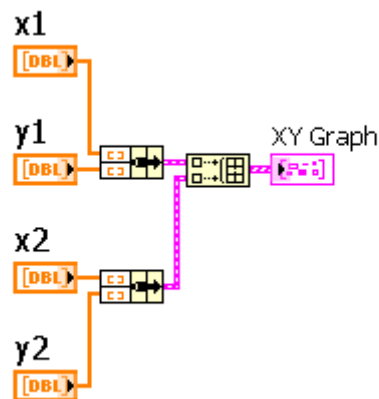 x1
[DBL]
y1
[DBL]
XY Graph
x2
[DBL]
y2
[DBL]